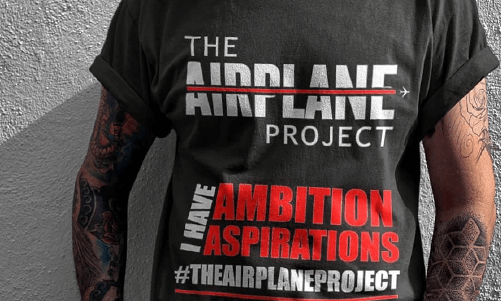 THE
AIRPLANE
PROJECT
I HAVE
AMBITION
ASPIRATIONS
#THEAIRPLANEPROJECT